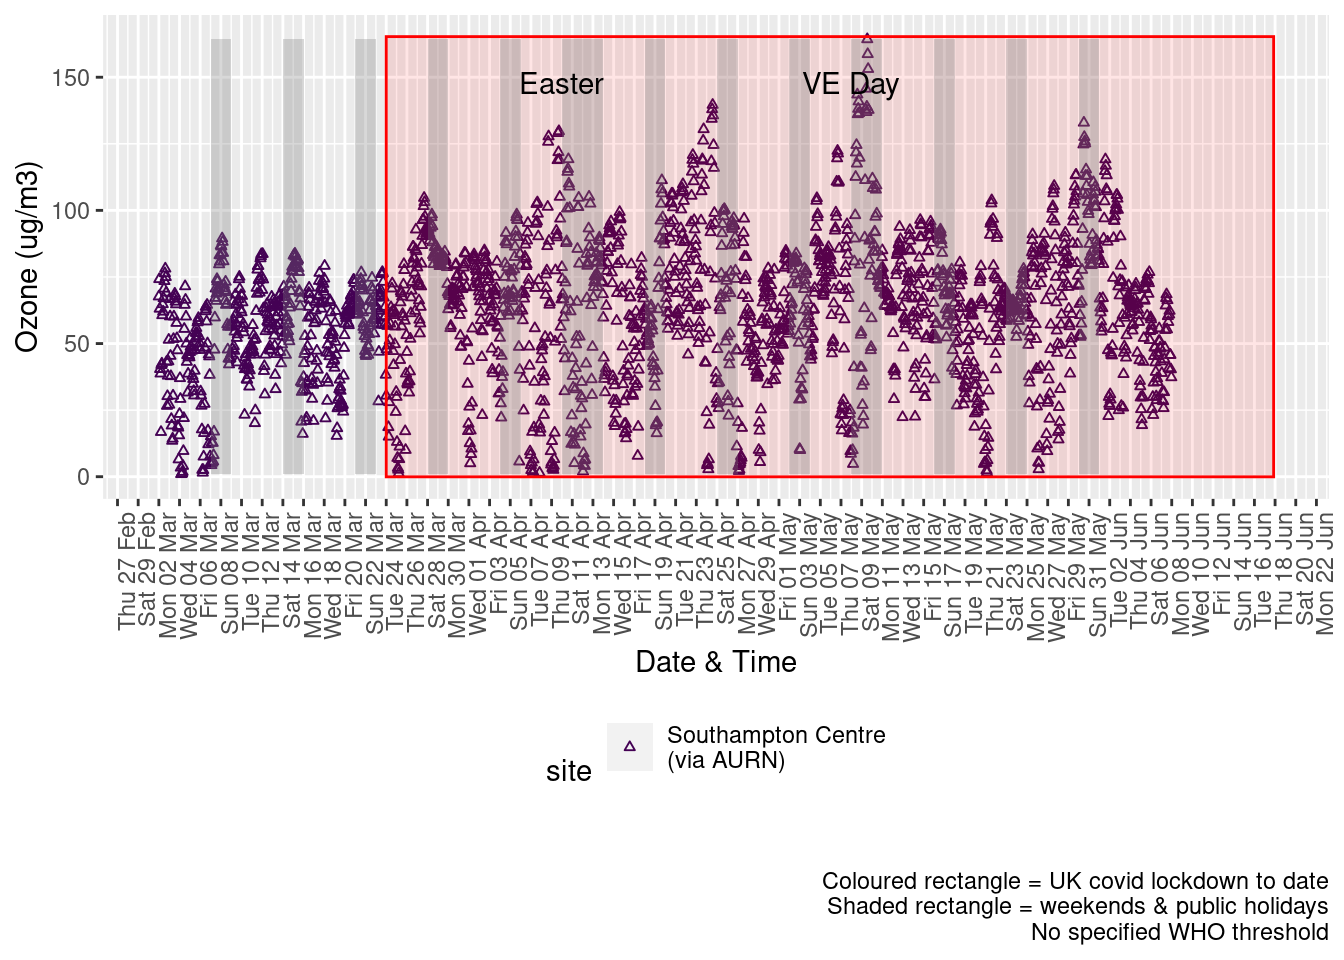 Ozone (ug/m3)
150
100
50
0
Easter
VE Day
Thu 27 Feb
Sat 29 Feb
Mon 02 Mar
Wed 04 Mar
Fri 06 Mar
Sun 08 Mar
Tue 10 Mar
Thu 12 Mar
Sat 14 Mar
Mon 16 Mar
Wed 18 Mar
Fri 20 Mar
Sun 22 Mar
Tue 24 Mar
Thu 26 Mar
Sat 28 Mar
Mon 30 Mar
Wed 01 Apr
Fri 03 Apr
Sun 05 Apr
Tue 07 Apr
Thu 09 Apr
Sat 11 Apr
Mon 13 Apr
Wed 15 Apr
Fri 17 Apr
Sun 19 Apr
Tue 21 Apr
Thu 23 Apr
Sat 25 Apr
Mon 27 Apr
Wed 29 Apr
Fri 01 May
Sun 03 May
Tue 05 May
Thu 07 May
Sat 09 May
Mon 11 May
Wed 13 May
Fri 15 May
Sun 17 May
Tue 19 May
Thu 21 May
Sat 23 May
Mon 25 May
Wed 27 May
Fri 29 May
Sun 31 May
Tue 02 Jun
Thu 04 Jun
Sat 06 Jun
Mon 08 Jun
Wed 10 Jun
Fri 12 Jun
Sun 14 Jun
Tue 16 Jun
Thu 18 Jun
Sat 20 Jun
Mon 22 Jun
Date & Time
site
Southampton Centre
(via AURN)
Coloured rectangle = UK covid lockdown to date
Shaded rectangle = weekends & public holidays
No specified WHO threshold